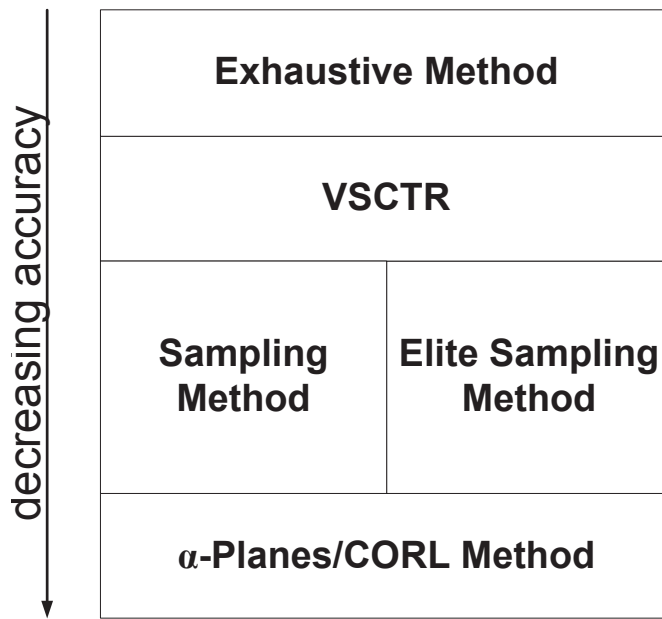 decreasing accuracy
Exhaustive Method
VSCTR
Sampling
Method
Elite Sampling
Method
α-Planes/CORL Method